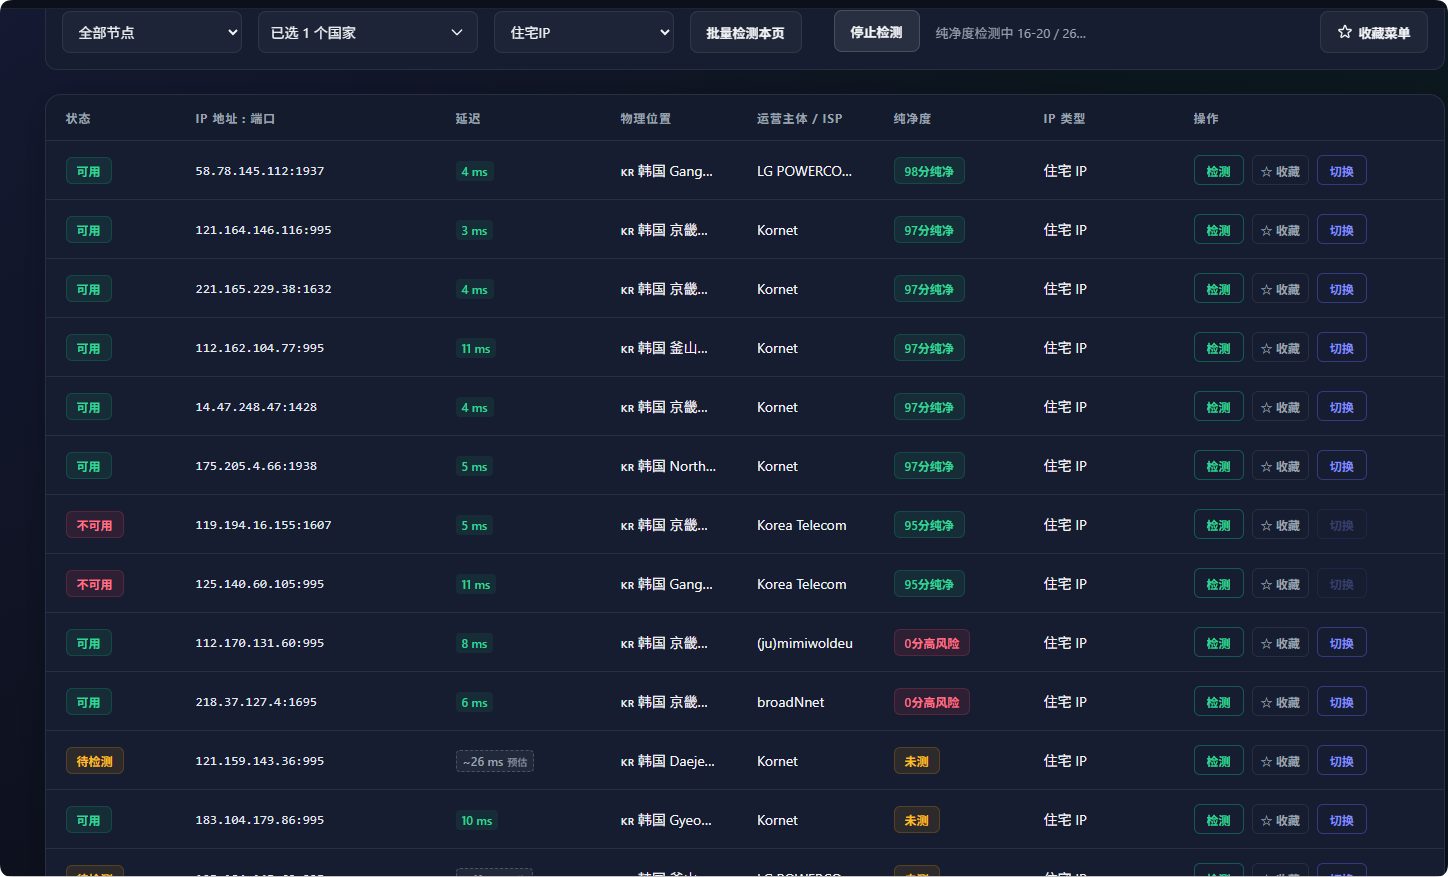 全部节点 已选 1 个国家 住宅IP 批量检测本页 停止检测 纯净度检测中 16-20 / 26... ☆ 收藏菜单
状态 IP 地址 : 端口 延迟 物理位置 运营主体 / ISP 纯净度 IP 类型 操作
可用 58.78.145.112:1937 4 ms KR 韩国 Gang... LG POWERCO... 98分纯净 住宅 IP 检测 ☆ 收藏 切换
可用 121.164.146.116:995 3 ms KR 韩国 京畿... Kornet 97分纯净 住宅 IP 检测 ☆ 收藏 切换
可用 221.165.229.38:1632 4 ms KR 韩国 京畿... Kornet 97分纯净 住宅 IP 检测 ☆ 收藏 切换
可用 112.162.104.77:995 11 ms KR 韩国 釜山... Kornet 97分纯净 住宅 IP 检测 ☆ 收藏 切换
可用 14.47.248.47:1428 4 ms KR 韩国 京畿... Kornet 97分纯净 住宅 IP 检测 ☆ 收藏 切换
可用 175.205.4.66:1938 5 ms KR 韩国 North... Kornet 97分纯净 住宅 IP 检测 ☆ 收藏 切换
不可用 119.194.16.155:1607 5 ms KR 韩国 京畿... Korea Telecom 95分纯净 住宅 IP 检测 ☆ 收藏 切换
不可用 125.140.60.105:995 11 ms KR 韩国 Gang... Korea Telecom 95分纯净 住宅 IP 检测 ☆ 收藏 切换
可用 112.170.131.60:995 8 ms KR 韩国 京畿... (ju)mimiwoldeu 0分高风险 住宅 IP 检测 ☆ 收藏 切换
可用 218.37.127.4:1695 6 ms KR 韩国 京畿... broadNnet 0分高风险 住宅 IP 检测 ☆ 收藏 切换
待检测 121.159.143.36:995 ~26 ms 预估 KR 韩国 Daeje... Kornet 未测 住宅 IP 检测 ☆ 收藏 切换
可用 183.104.179.86:995 10 ms KR 韩国 Gyeo... Kornet 未测 住宅 IP 检测 ☆ 收藏 切换